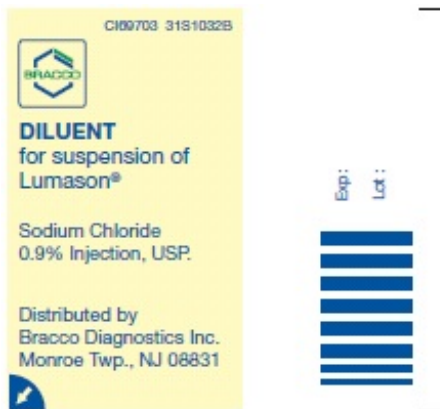 CI69703 31S1032B
BRACCO
DILUENT
for suspension of
Lumason®
Sodium Chloride
0.9% Injection, USP.
Distributed by
Bracco Diagnostics Inc.
Monroe Twp., NJ 08831
Exp:
Lot: